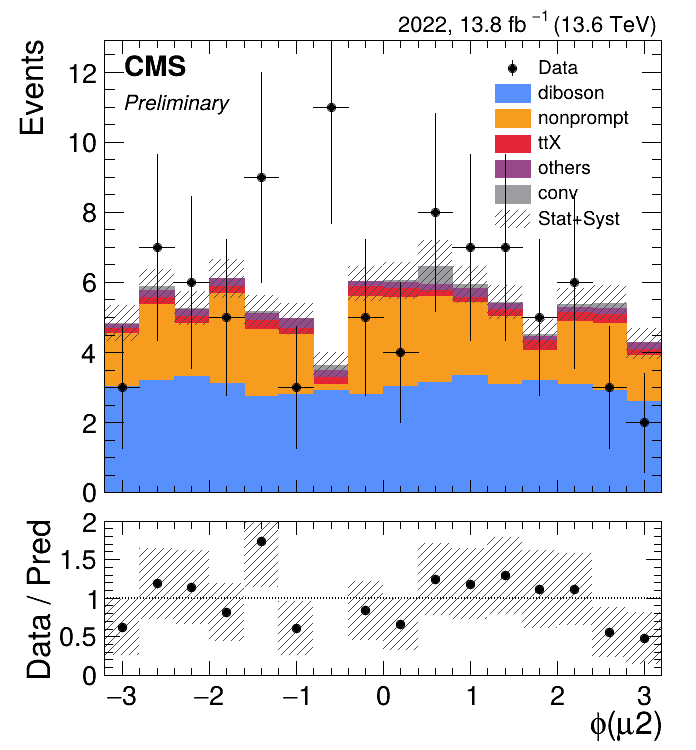 2022, 13.8 fb⁻¹ (13.6 TeV)
Events
CMS
Preliminary
Data
diboson
nonprompt
ttX
others
conv
Stat+Syst
12
10
8
6
4
2
0
Data / Pred
2
1.5
1
0.5
0
−3 −2 −1 0 1 2 3
ϕ(μ2)